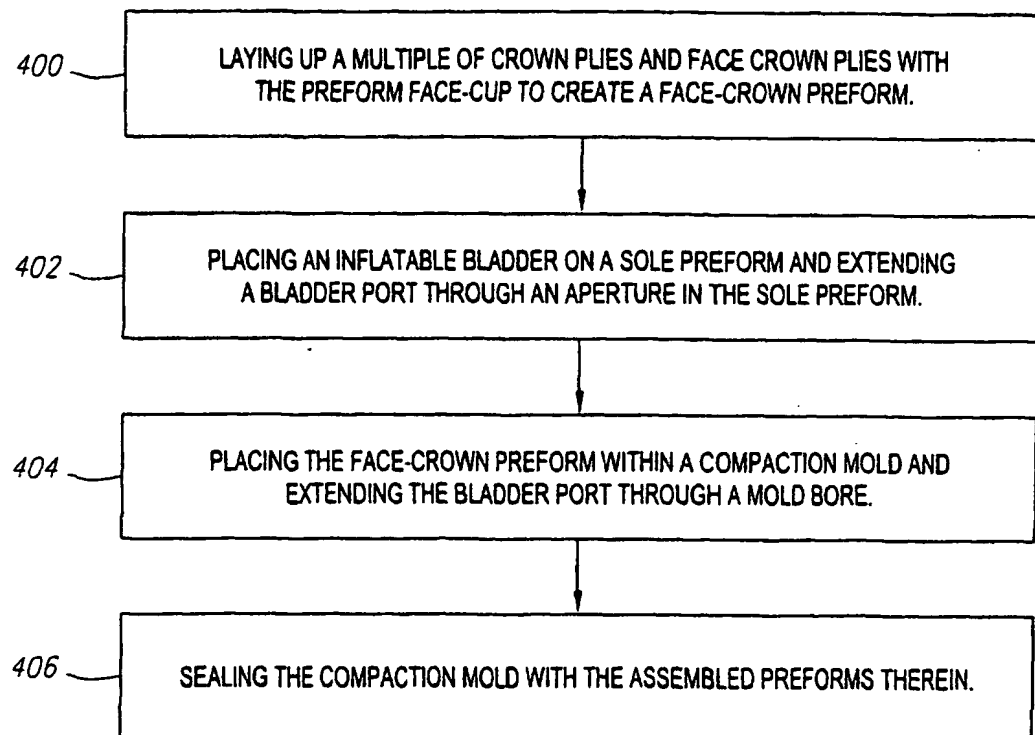 400
LAYING UP A MULTIPLE OF CROWN PLIES AND FACE CROWN PLIES WITH
THE PREFORM FACE-CUP TO CREATE A FACE-CROWN PREFORM.
402
PLACING AN INFLATABLE BLADDER ON A SOLE PREFORM AND EXTENDING
A BLADDER PORT THROUGH AN APERTURE IN THE SOLE PREFORM.
404
PLACING THE FACE-CROWN PREFORM WITHIN A COMPACTION MOLD AND
EXTENDING THE BLADDER PORT THROUGH A MOLD BORE.
406
SEALING THE COMPACTION MOLD WITH THE ASSEMBLED PREFORMS THEREIN.